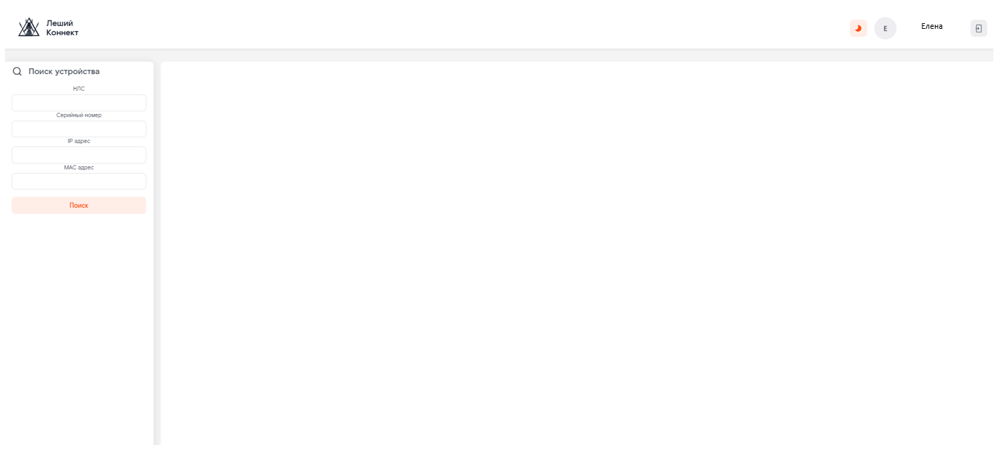 Леший
Коннект
Е
Елена
Поиск устройства
НЛС
Серийный номер
IP адрес
MAC адрес
Поиск